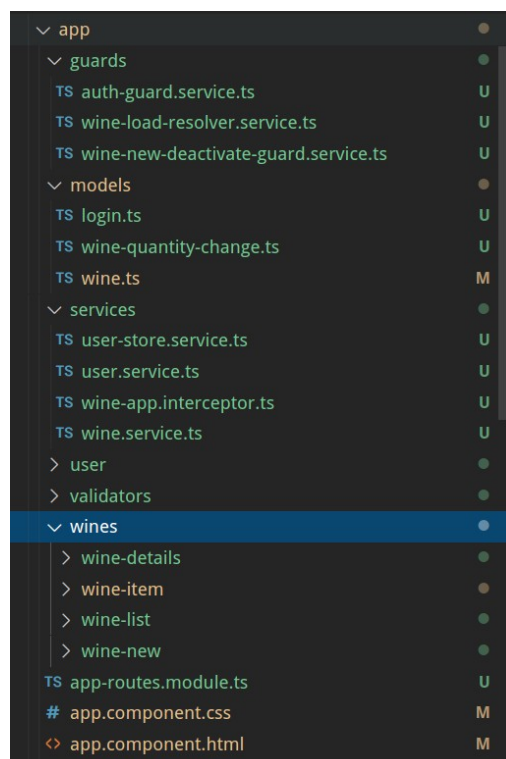 app
guards
TS auth-guard.service.ts U
TS wine-load-resolver.service.ts U
TS wine-new-deactivate-guard.service.ts U
models
TS login.ts U
TS wine-quantity-change.ts U
TS wine.ts M
services
TS user-store.service.ts U
TS user.service.ts U
TS wine-app.interceptor.ts U
TS wine.service.ts U
user
validators
wines
wine-details
wine-item
wine-list
wine-new
TS app-routes.module.ts U
# app.component.css M
<> app.component.html M